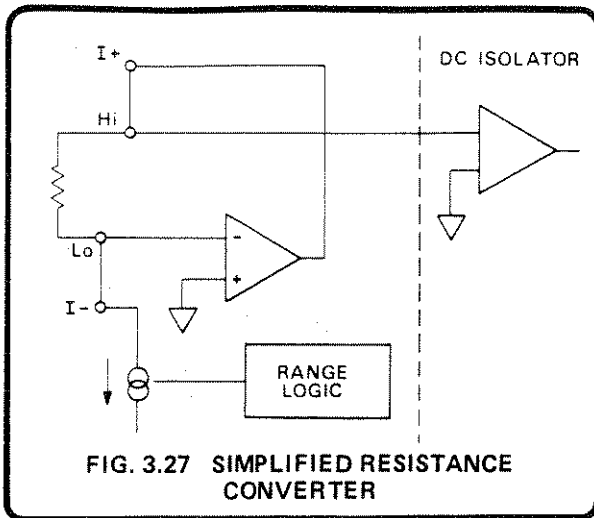 I+
DC ISOLATOR
Hi
Lo
-
+
I-
RANGE
LOGIC
FIG. 3.27 SIMPLIFIED RESISTANCE
CONVERTER